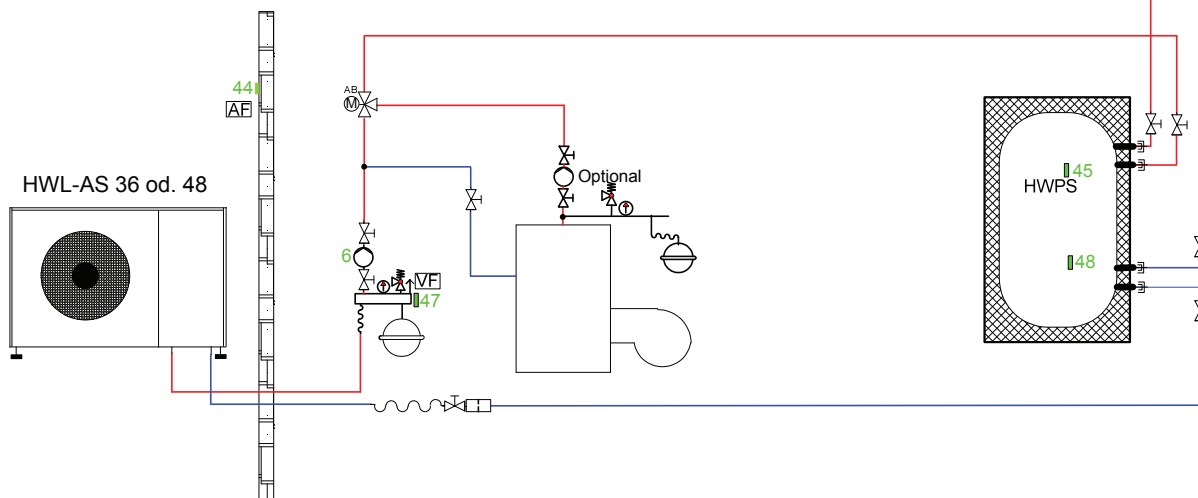 AB
M
44
AF
HWL-AS 36 od. 48
Optional
45
HWPS
6
VF
47
48